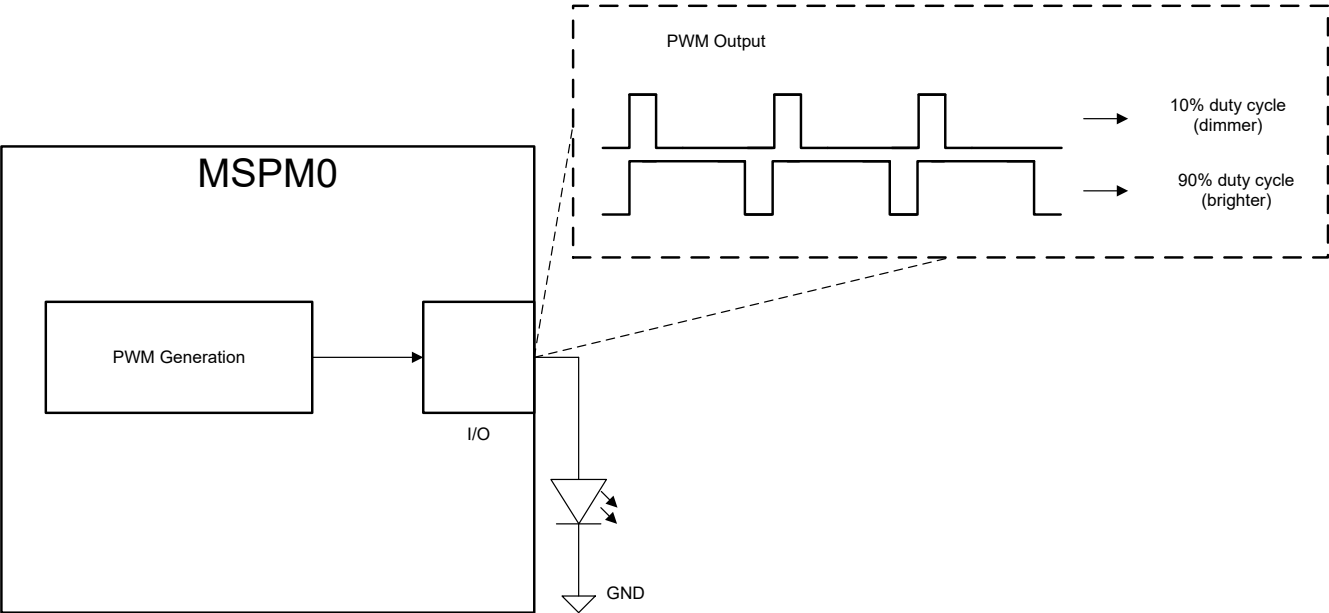 PWM Output
10% duty cycle
(dimmer)
90% duty cycle
(brighter)
MSPM0
PWM Generation
I/O
GND